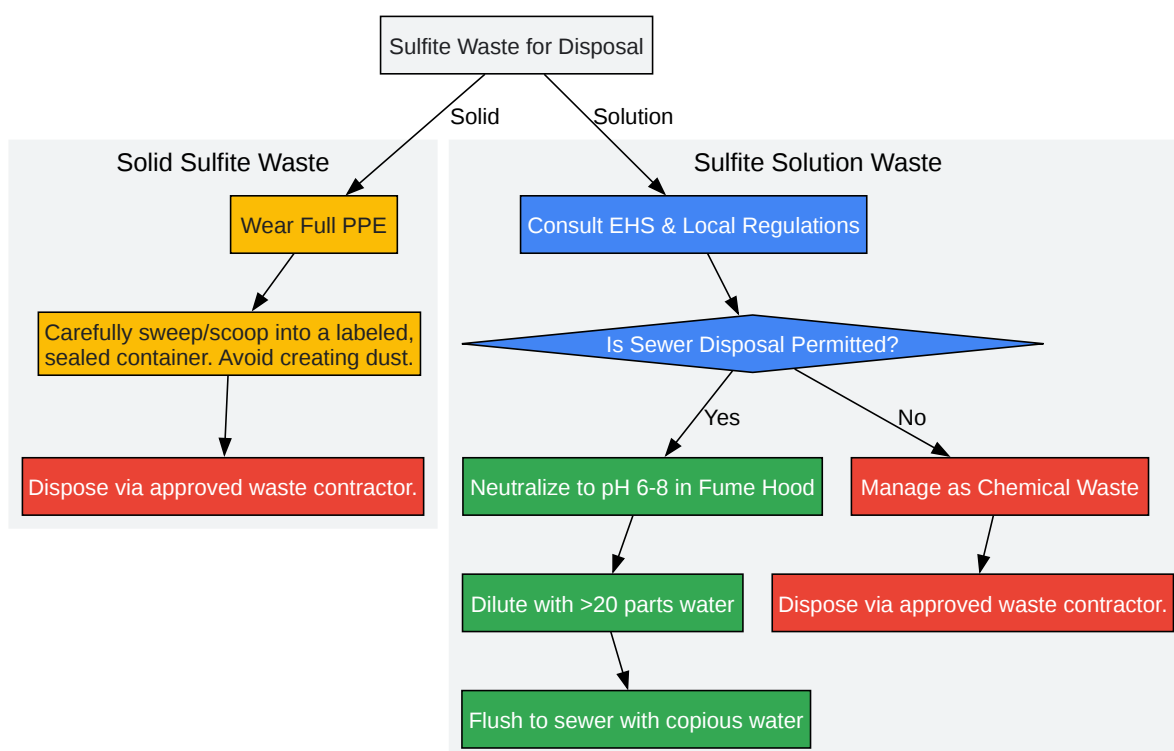 Sulfite Waste for Disposal
Solid
Solution
Solid Sulfite Waste
Wear Full PPE
Carefully sweep/scoop into a labeled,
sealed container. Avoid creating dust.
Dispose via approved waste contractor.
Sulfite Solution Waste
Consult EHS & Local Regulations
Is Sewer Disposal Permitted?
Yes
No
Neutralize to pH 6-8 in Fume Hood
Manage as Chemical Waste
Dilute with >20 parts water
Dispose via approved waste contractor.
Flush to sewer with copious water